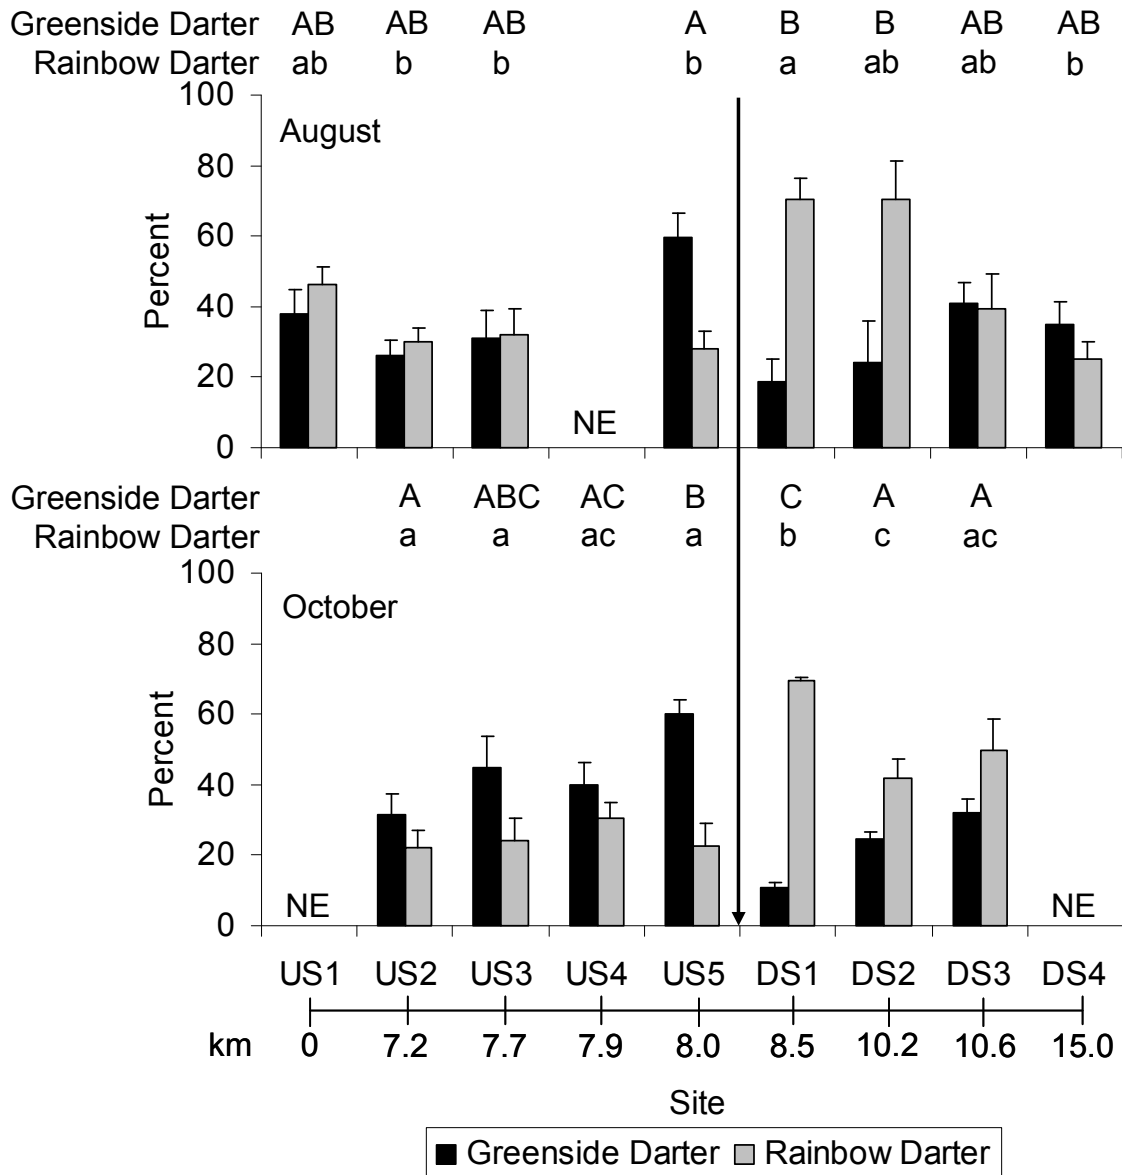 Greenside Darter AB AB AB A B B AB AB
Rainbow Darter ab b b b a ab ab b
100
August
80
60
Percent
40
20
NE
0
Greenside Darter A ABC AC B C A A
Rainbow Darter a a ac a b c ac
100
October
80
60
Percent
40
20
NE NE
0
US1 US2 US3 US4 US5 DS1 DS2 DS3 DS4
km 0 7.2 7.7 7.9 8.0 8.5 10.2 10.6 15.0
Site
Greenside Darter Rainbow Darter